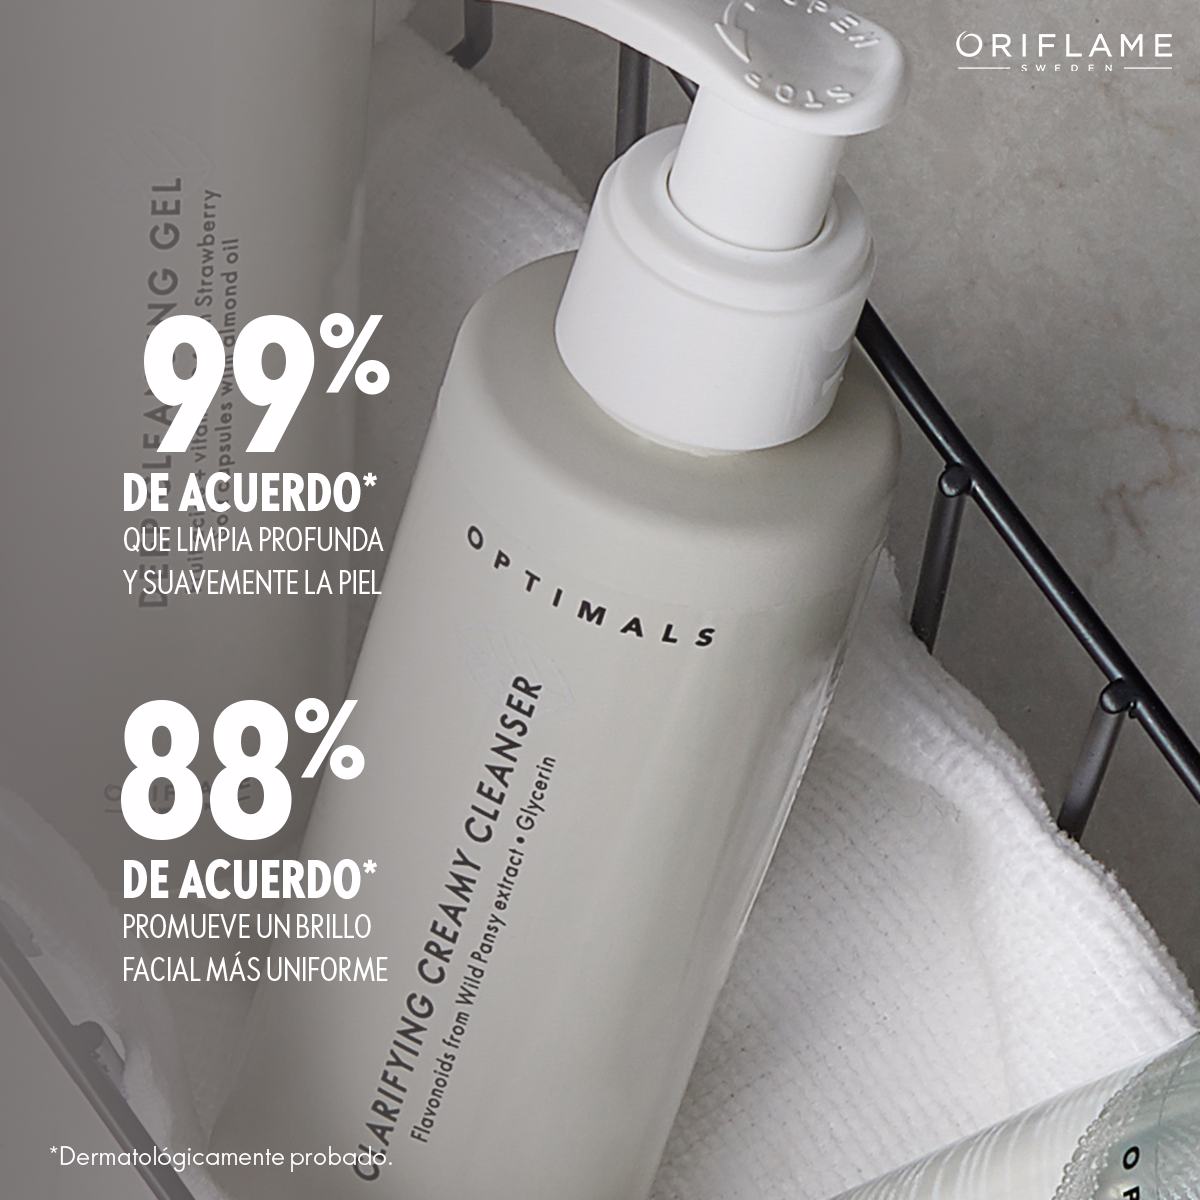 ORIFLAME
SWEDEN
OPEN
STOP
99%
DE ACUERDO*
QUE LIMPIA PROFUNDA
Y SUAVEMENTE LA PIEL
88%
DE ACUERDO*
PROMUEVE UN BRILLO
FACIAL MÁS UNIFORME
OPTIMALS
CLARIFYING CREAMY CLEANSER
Flavonoids from Wild Pansy extract • Glycerin
GEL
Strawberry
almond oil
*Dermatológicamente probado.